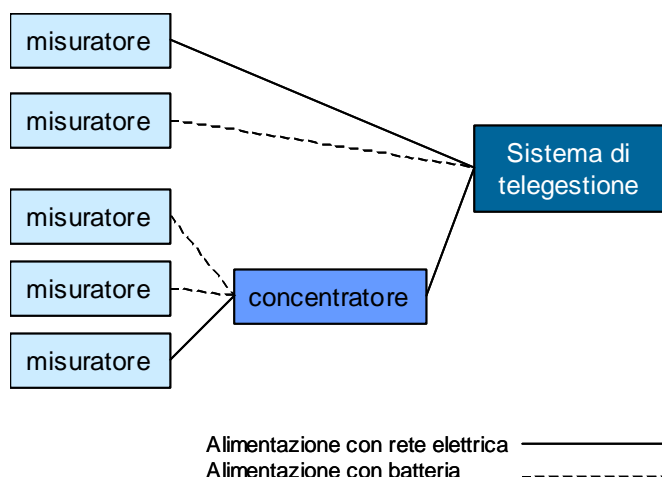 misuratore
misuratore
Sistema di
telegestione
misuratore
misuratore
concentratore
misuratore
Alimentazione con rete elettrica
Alimentazione con batteria